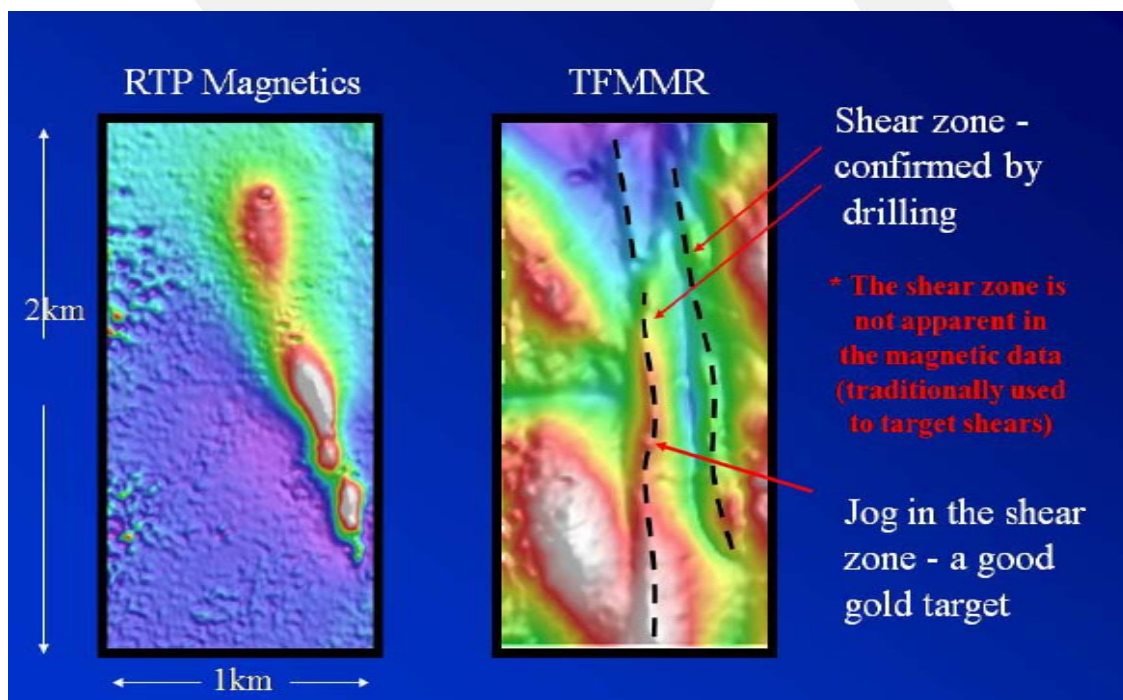 RTP Magnetics
TFMMR
2km
1km
Shear zone -
confirmed by
drilling
* The shear zone is
not apparent in
the magnetic data
(traditionally used
to target shears)
Jog in the shear
zone - a good
gold target